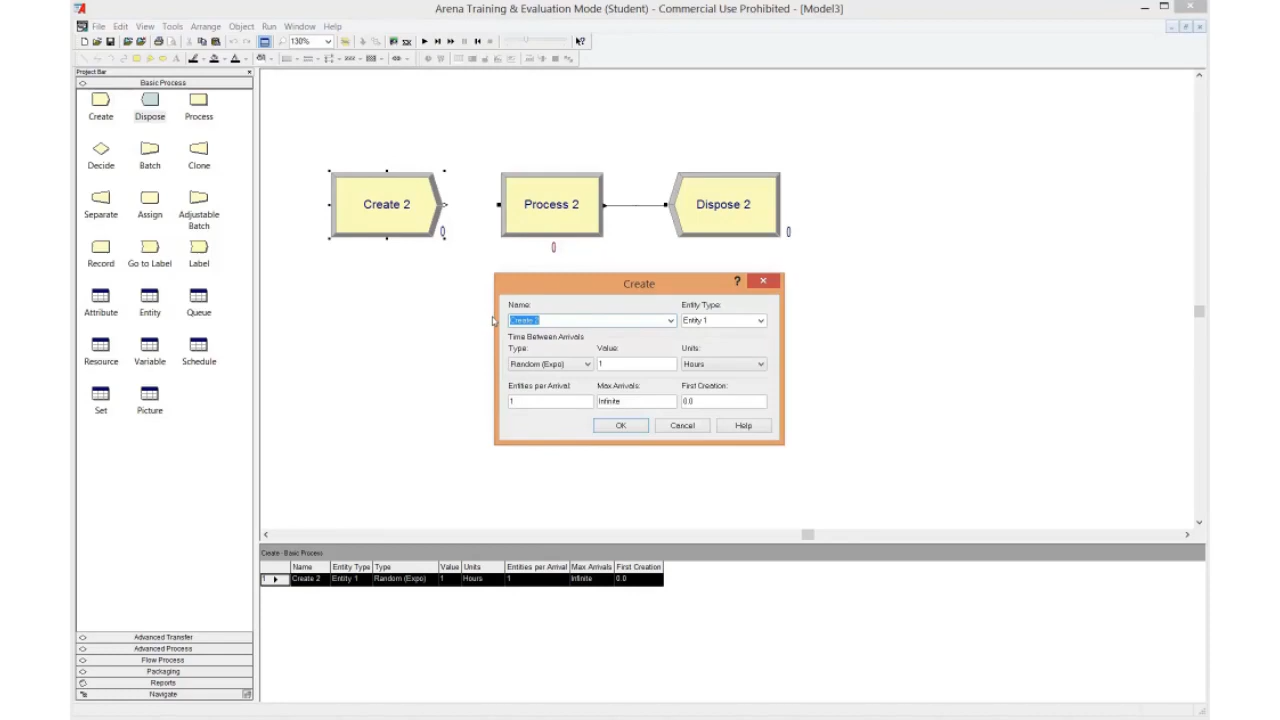 Arena Training & Evaluation Mode (Student) - Commercial Use Prohibited - [Model3]
File Edit View Tools Arrange Object Run Window Help
130%
Project Bar
Basic Process
Create Dispose Process
Decide Batch Clone
Separate Assign Adjustable Batch
Record Go to Label Label
Attribute Entity Queue
Resource Variable Schedule
Set Picture
Advanced Transfer
Advanced Process
Flow Process
Packaging
Reports
Navigate
Create 2
0
Process 2
0
Dispose 2
0
Create
Name: Entity Type:
Create 2 Entity 1
Time Between Arrivals
Type: Value: Units:
Random (Expo) 1 Hours
Entities per Arrival: Max Arrivals: First Creation:
1 Infinite 0.0
OK Cancel Help
Create - Basic Process
Name Entity Type Type Value Units Entities per Arrival Max Arrivals First Creation
1 Create 2 Entity 1 Random (Expo) 1 Hours 1 Infinite 0.0